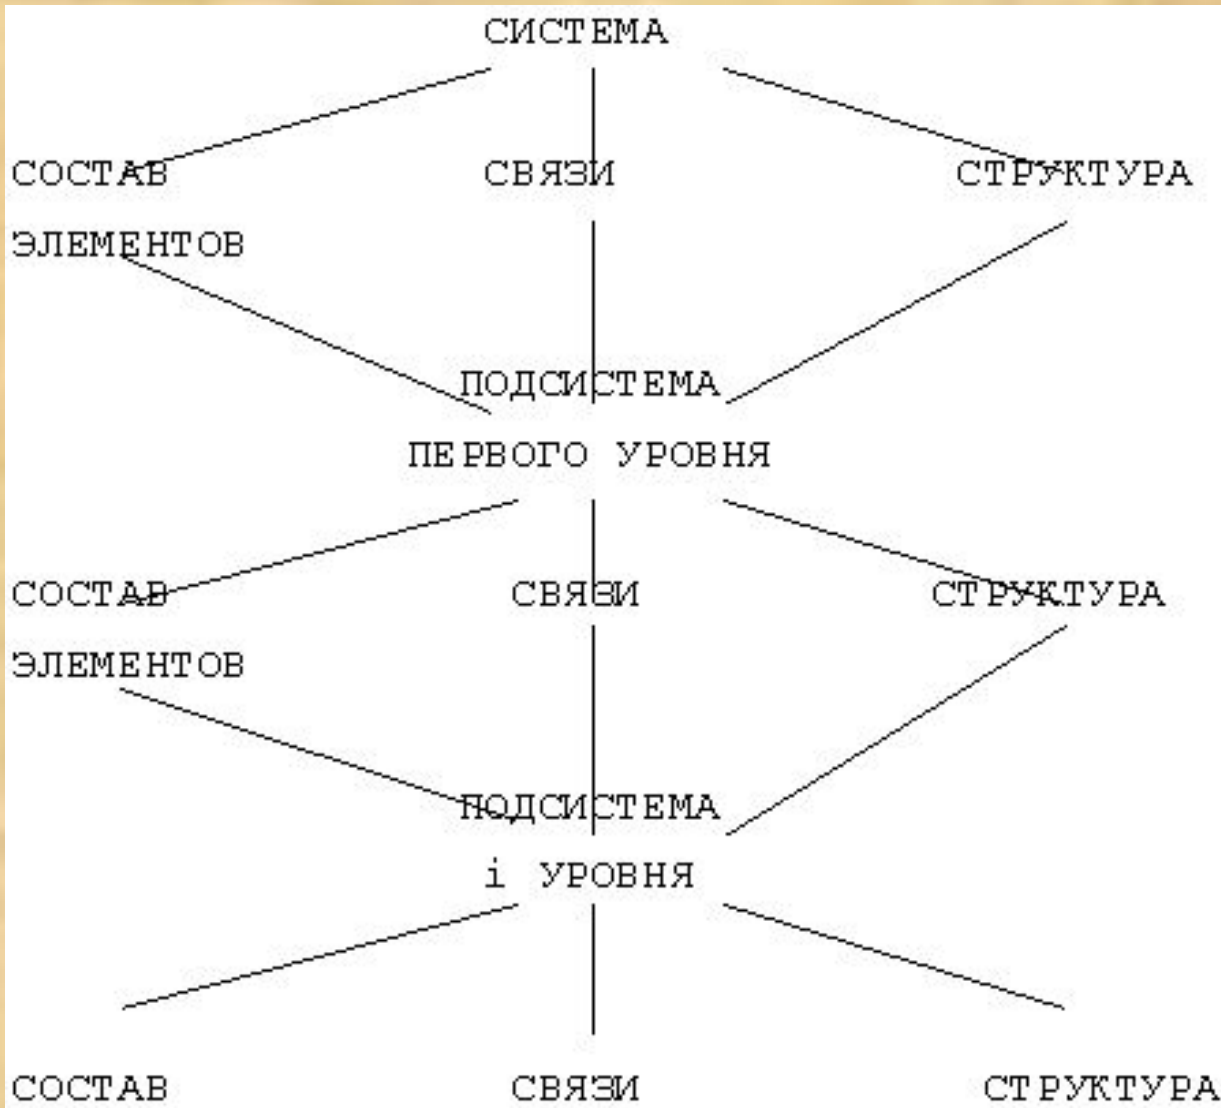 СИСТЕМА
СОСТАВ СВЯЗИ СТРУКТУРА
ЭЛЕМЕНТОВ
ПОДСИСТЕМА
ПЕРВОГО УРОВНЯ
СОСТАВ СВЯЗИ СТРУКТУРА
ЭЛЕМЕНТОВ
ПОДСИСТЕМА
i УРОВНЯ
СОСТАВ СВЯЗИ СТРУКТУРА